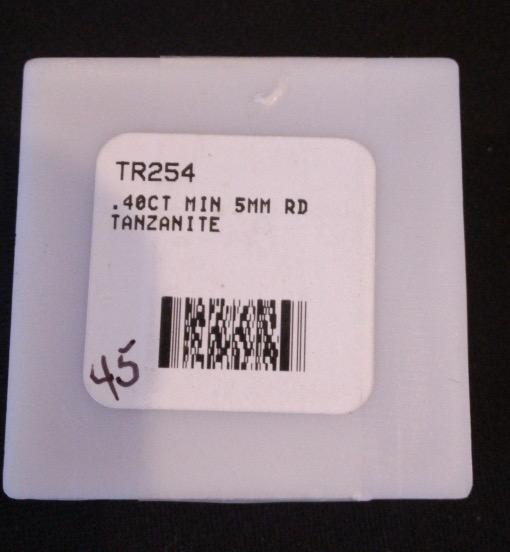 TR254
.40CT MIN 5MM RD
TANZANITE
45